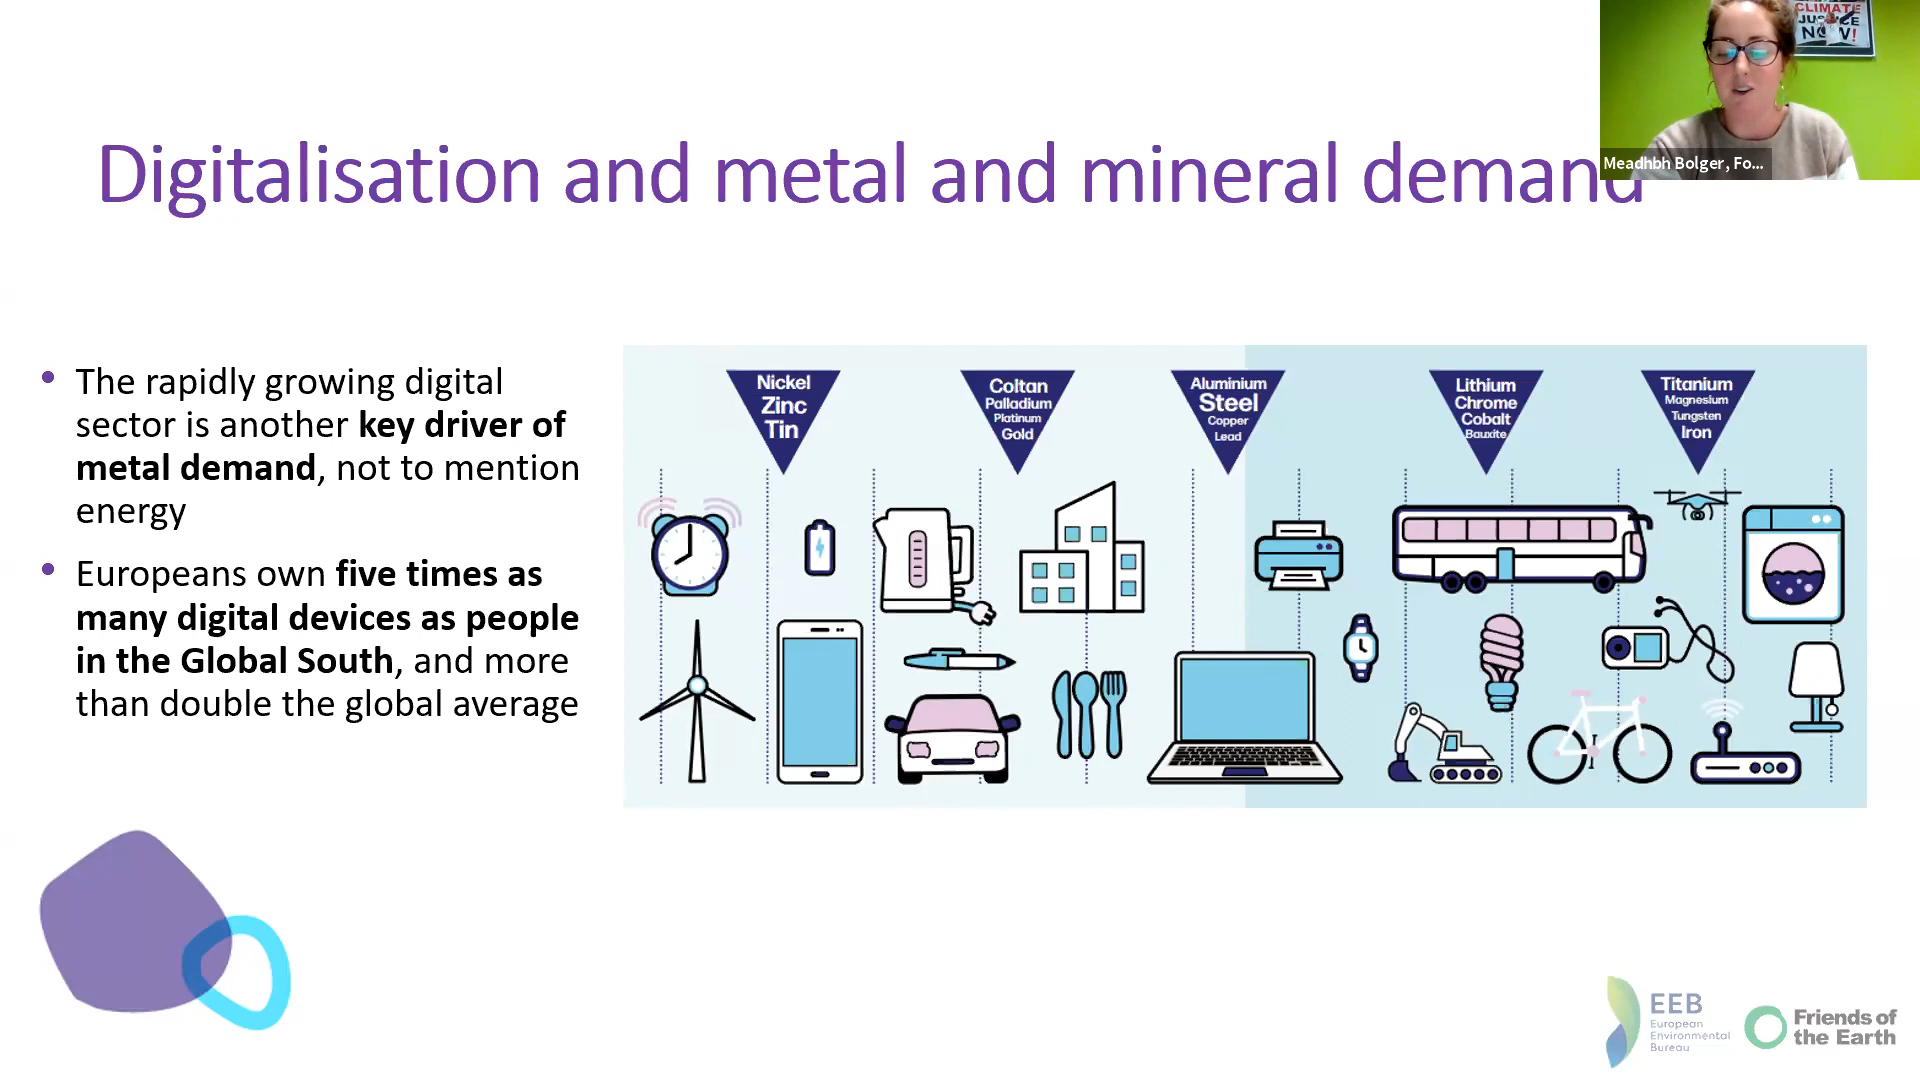 CLIMATE
JUSTICE
NOW!
Meadhbh Bolger, Fo...
Digitalisation and metal and mineral demand
• The rapidly growing digital
sector is another key driver of
metal demand, not to mention
energy
• Europeans own five times as
many digital devices as people
in the Global South, and more
than double the global average
Nickel
Zinc
Tin
Coltan
Palladium
Platinum
Gold
Aluminium
Steel
Copper
Lead
Lithium
Chrome
Cobalt
Bauxite
Titanium
Magnesium
Tungsten
Iron
EEB
European
Environmental
Bureau
Friends of
the Earth